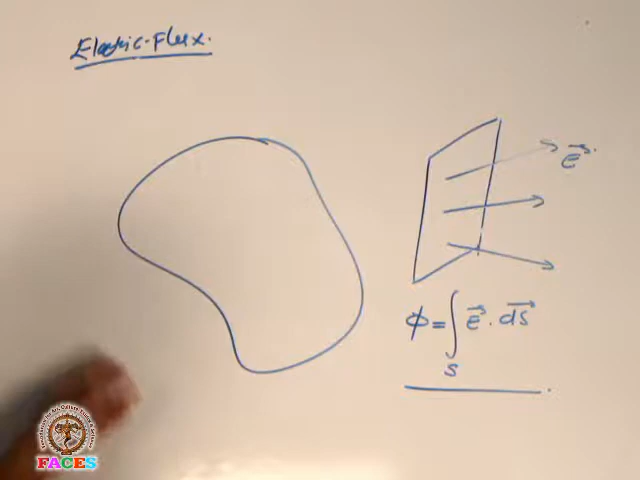 Electric-Flux.
E⃗.
ϕ = ∫ E⃗ . ds⃗
S
FACES